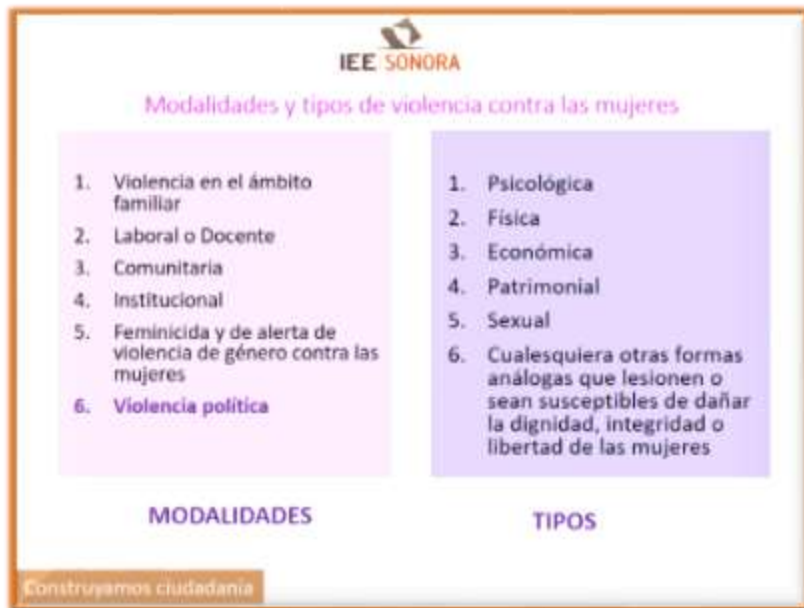 IEE SONORA
Modalidades y tipos de violencia contra las mujeres
1. Violencia en el ámbito
familiar
2. Laboral o Docente
3. Comunitaria
4. Institucional
5. Feminicida y de alerta de
violencia de género contra las
mujeres
6. Violencia política
MODALIDADES
1. Psicológica
2. Física
3. Económica
4. Patrimonial
5. Sexual
6. Cualesquiera otras formas
análogas que lesionen o
sean susceptibles de dañar
la dignidad, integridad o
libertad de las mujeres
TIPOS
Construyamos ciudadanía